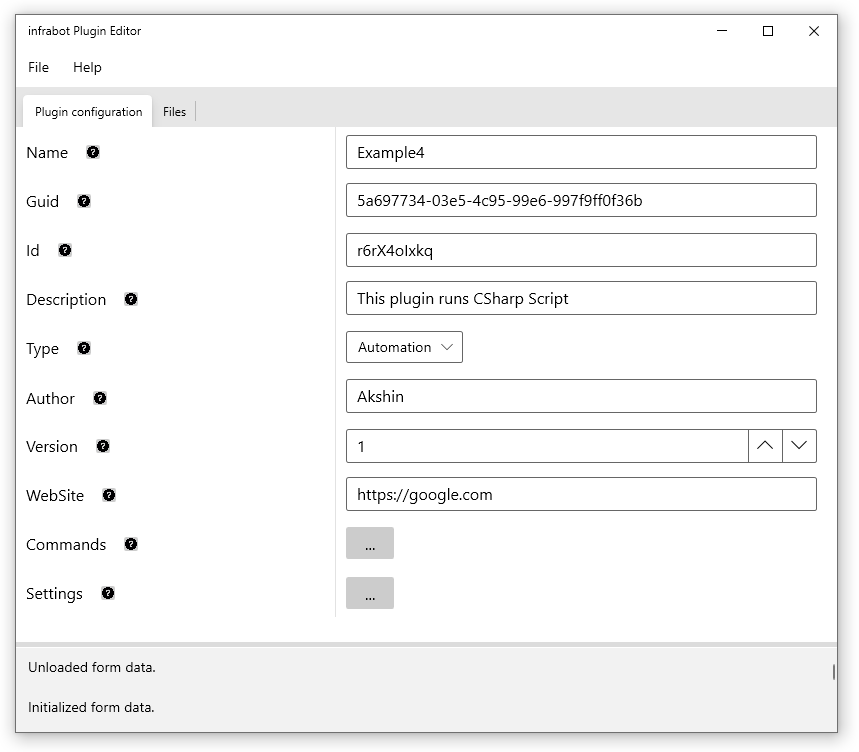 infrabot Plugin Editor
File Help
Plugin configuration Files
Name ? Example4
Guid ? 5a697734-03e5-4c95-99e6-997f9ff0f36b
Id ? r6rX4oIxkq
Description ? This plugin runs CSharp Script
Type ? Automation
Author ? Akshin
Version ? 1
WebSite ? https://google.com
Commands ? ...
Settings ? ...
Unloaded form data.
Initialized form data.